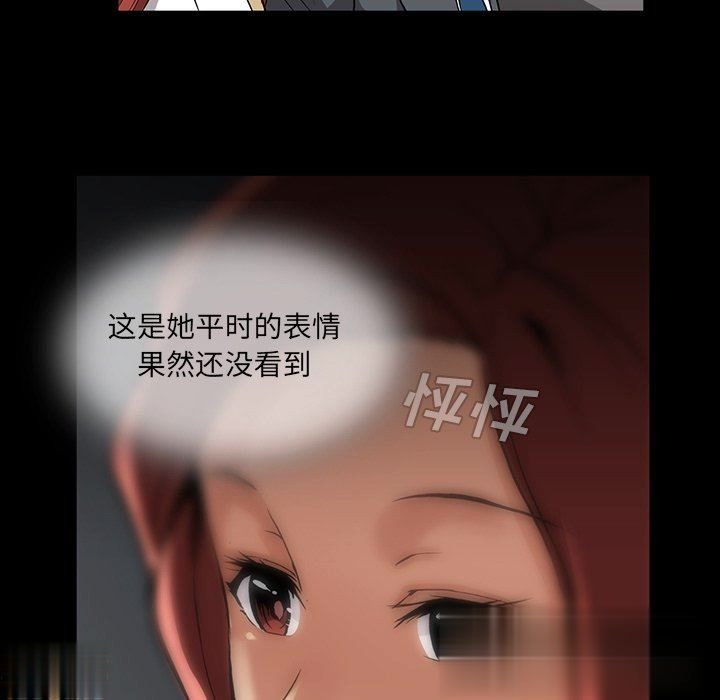 这是她平时的表情
果然还没看到
怦怦